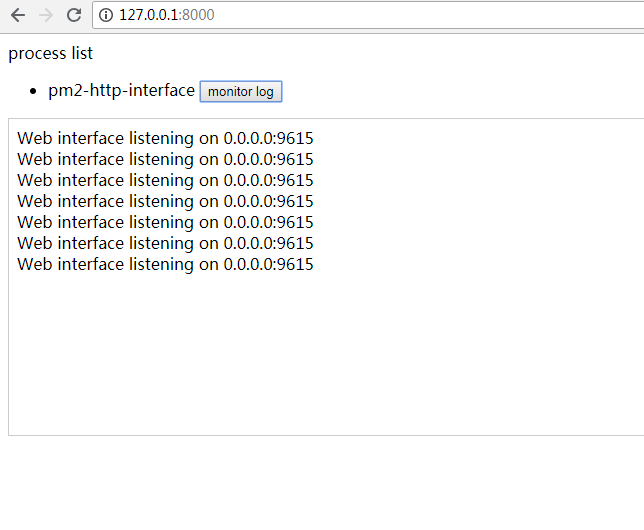 127.0.0.1:8000
process list
pm2-http-interface monitor log
Web interface listening on 0.0.0.0:9615
Web interface listening on 0.0.0.0:9615
Web interface listening on 0.0.0.0:9615
Web interface listening on 0.0.0.0:9615
Web interface listening on 0.0.0.0:9615
Web interface listening on 0.0.0.0:9615
Web interface listening on 0.0.0.0:9615